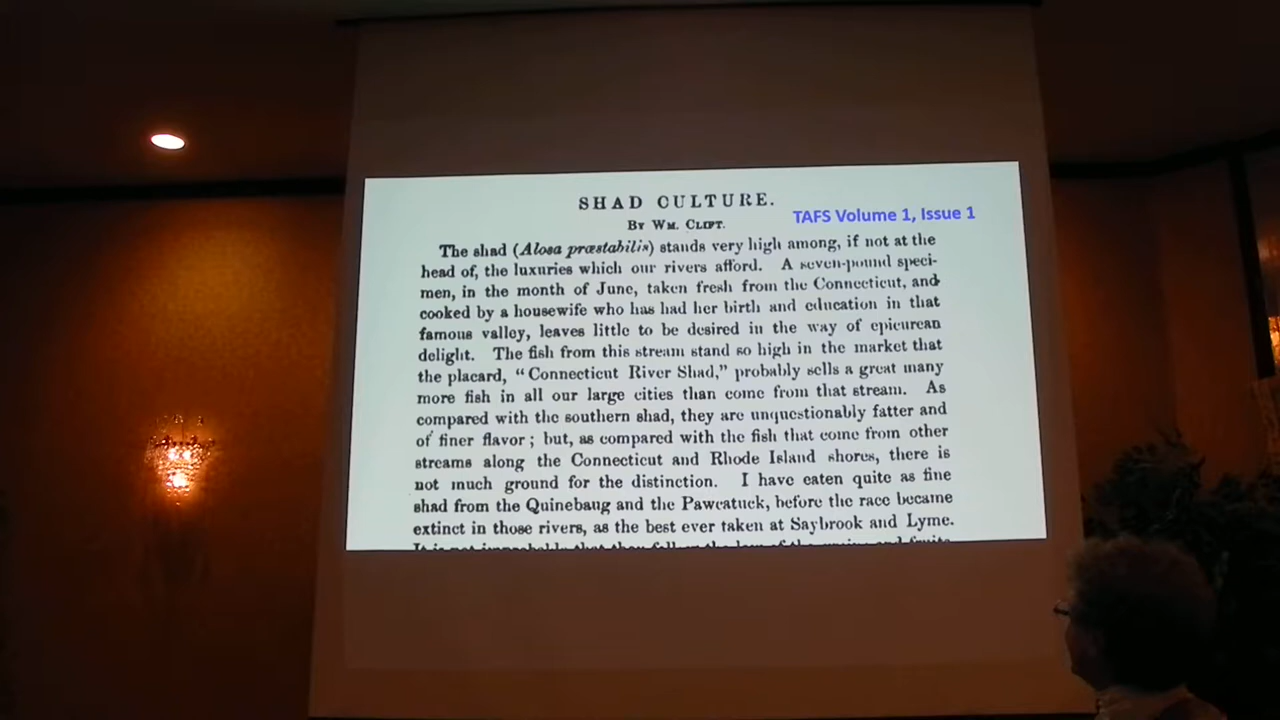 SHAD CULTURE.
By Wm. Clift.
TAFS Volume 1, Issue 1
The shad (Alosa præstabilis) stands very high among, if not at the
head of, the luxuries which our rivers afford. A seven-pound speci-
men, in the month of June, taken fresh from the Connecticut, and
cooked by a housewife who has had her birth and education in that
famous valley, leaves little to be desired in the way of epicurean
delight. The fish from this stream stand so high in the market that
the placard, “Connecticut River Shad,” probably sells a great many
more fish in all our large cities than come from that stream. As
compared with the southern shad, they are unquestionably fatter and
of finer flavor; but, as compared with the fish that come from other
streams along the Connecticut and Rhode Island shores, there is
not much ground for the distinction. I have eaten quite as fine
shad from the Quinebaug and the Pawcatuck, before the race became
extinct in those rivers, as the best ever taken at Saybrook and Lyme.
It is not improbable that they follow the